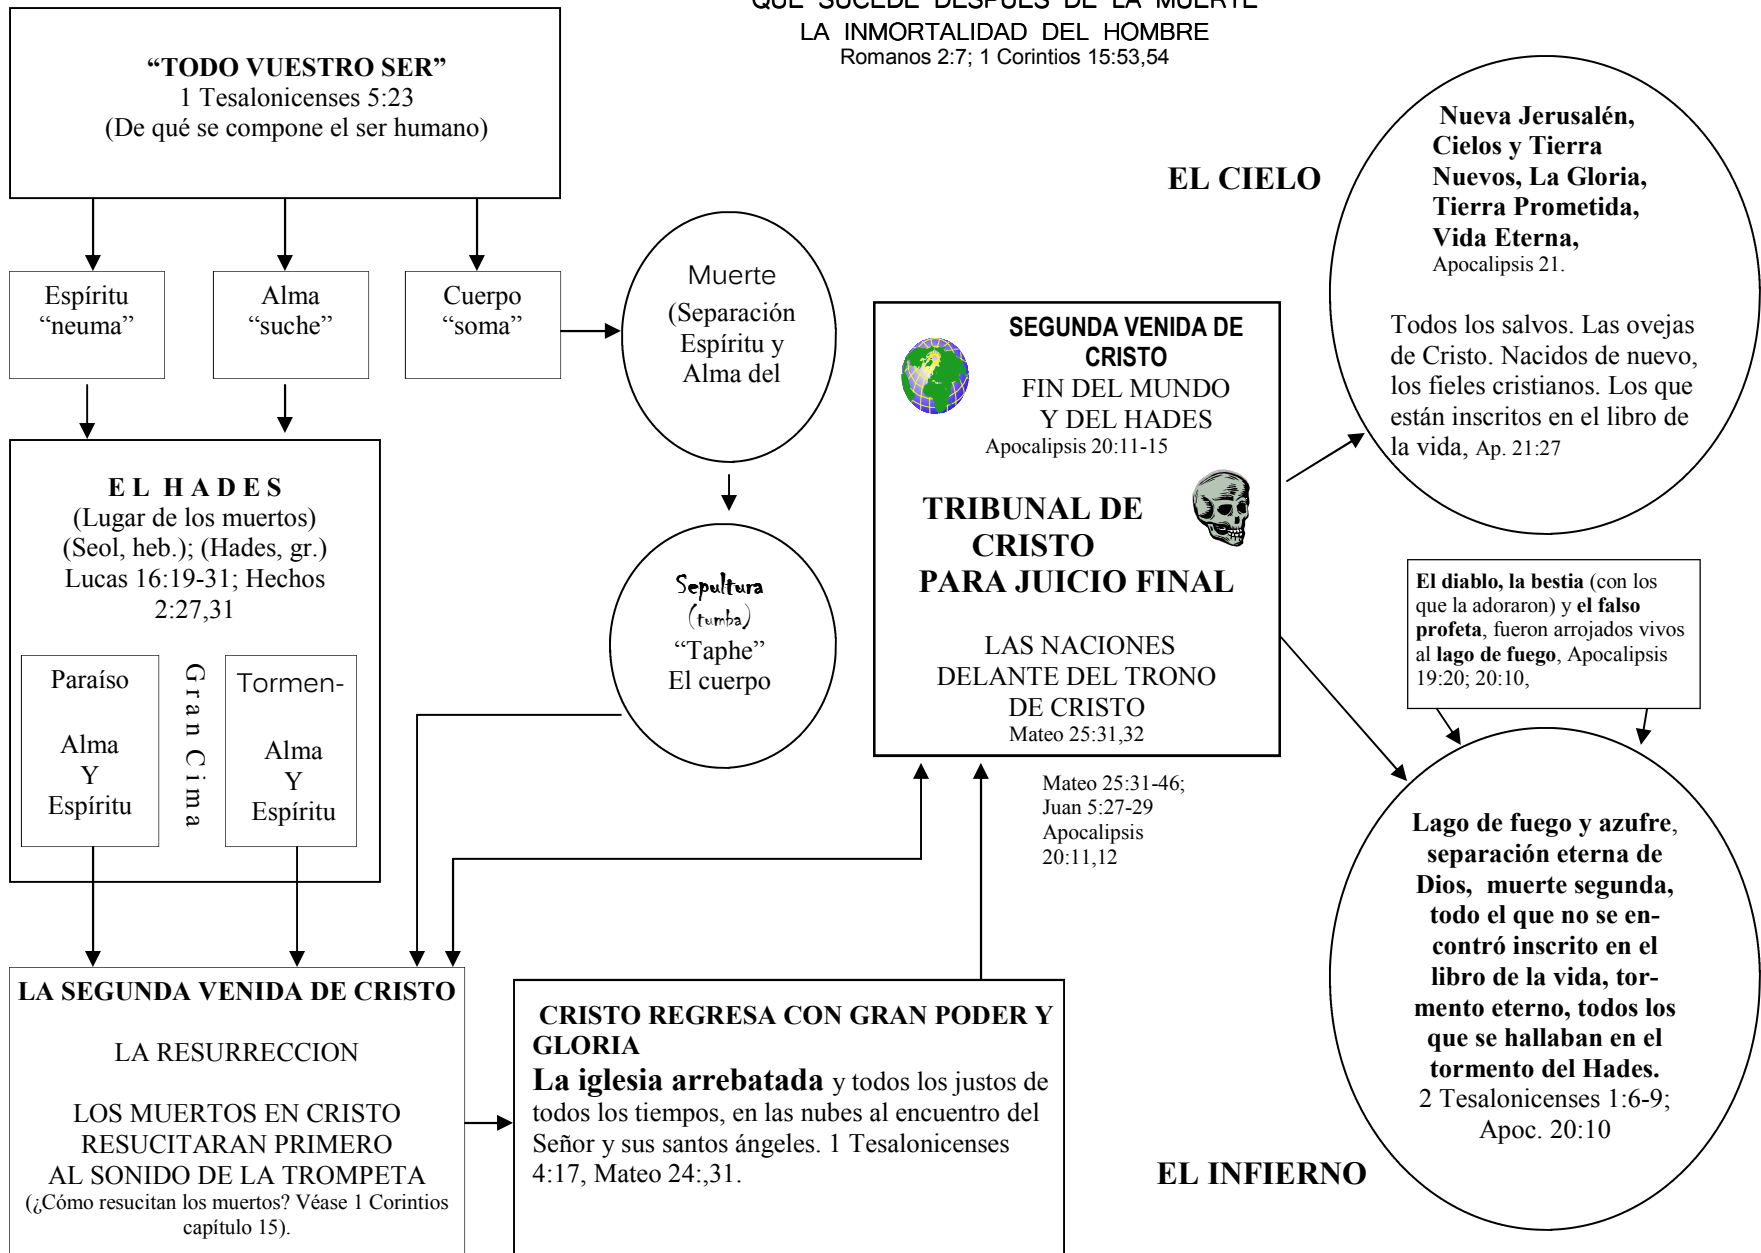 QUE SUCEDE DESPUES DE LA MUERTE
LA INMORTALIDAD DEL HOMBRE
Romanos 2:7; 1 Corintios 15:53,54
“TODO VUESTRO SER”
1 Tesalonicenses 5:23
(De qué se compone el ser humano)
Espíritu
“neuma”
Alma
“suche”
Cuerpo
“soma”
Muerte
(Separación
Espíritu y
Alma del
E L H A D E S
(Lugar de los muertos)
(Seol, heb.); (Hades, gr.)
Lucas 16:19-31; Hechos
2:27,31
Paraíso
Alma
Y
Espíritu
Gran Cima
Tormen-
Alma
Y
Espíritu
Sepultura
(tumba)
“Taphe”
El cuerpo
SEGUNDA VENIDA DE
CRISTO
FIN DEL MUNDO
Y DEL HADES
Apocalipsis 20:11-15
TRIBUNAL DE
CRISTO
PARA JUICIO FINAL
LAS NACIONES
DELANTE DEL TRONO
DE CRISTO
Mateo 25:31,32
Mateo 25:31-46;
Juan 5:27-29
Apocalipsis
20:11,12
LA SEGUNDA VENIDA DE CRISTO
LA RESURRECCION
LOS MUERTOS EN CRISTO
RESUCITARAN PRIMERO
AL SONIDO DE LA TROMPETA
(¿Cómo resucitan los muertos? Véase 1 Corintios
capítulo 15).
CRISTO REGRESA CON GRAN PODER Y
GLORIA
La iglesia arrebatada y todos los justos de
todos los tiempos, en las nubes al encuentro del
Señor y sus santos ángeles. 1 Tesalonicenses
4:17, Mateo 24:,31.
EL CIELO
Nueva Jerusalén,
Cielos y Tierra
Nuevos, La Gloria,
Tierra Prometida,
Vida Eterna,
Apocalipsis 21.
Todos los salvos. Las ovejas
de Cristo. Nacidos de nuevo,
los fieles cristianos. Los que
están inscritos en el libro de
la vida, Ap. 21:27
El diablo, la bestia (con los
que la adoraron) y el falso
profeta, fueron arrojados vivos
al lago de fuego, Apocalipsis
19:20; 20:10,
Lago de fuego y azufre,
separación eterna de
Dios, muerte segunda,
todo el que no se en-
contró inscrito en el
libro de la vida, tor-
mento eterno, todos los
que se hallaban en el
tormento del Hades.
2 Tesalonicenses 1:6-9;
Apoc. 20:10
EL INFIERNO